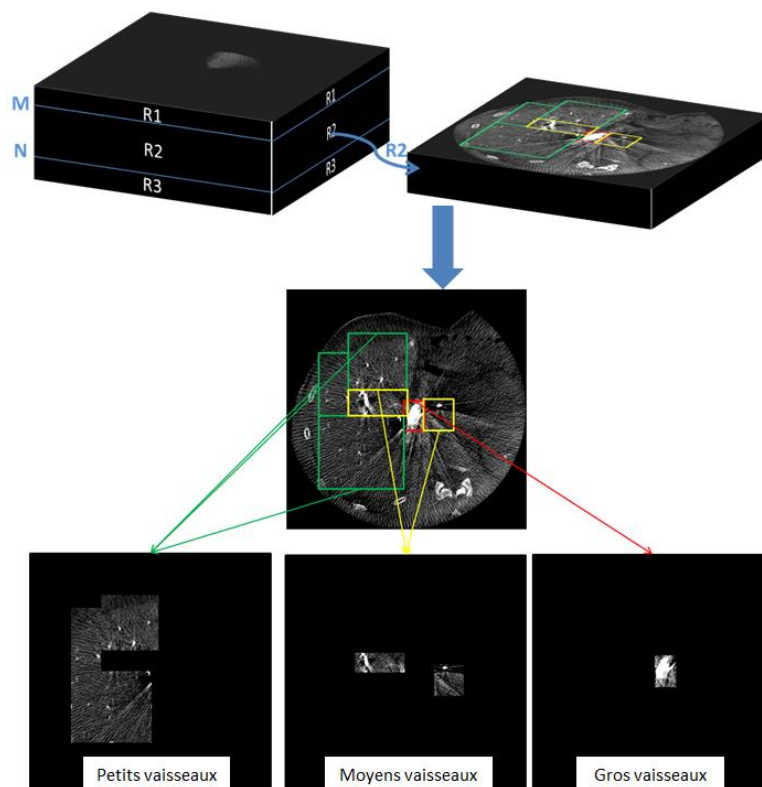 M
N
R1
R2
R3
R1
R2
R3
R2
Petits vaisseaux
Moyens vaisseaux
Gros vaisseaux